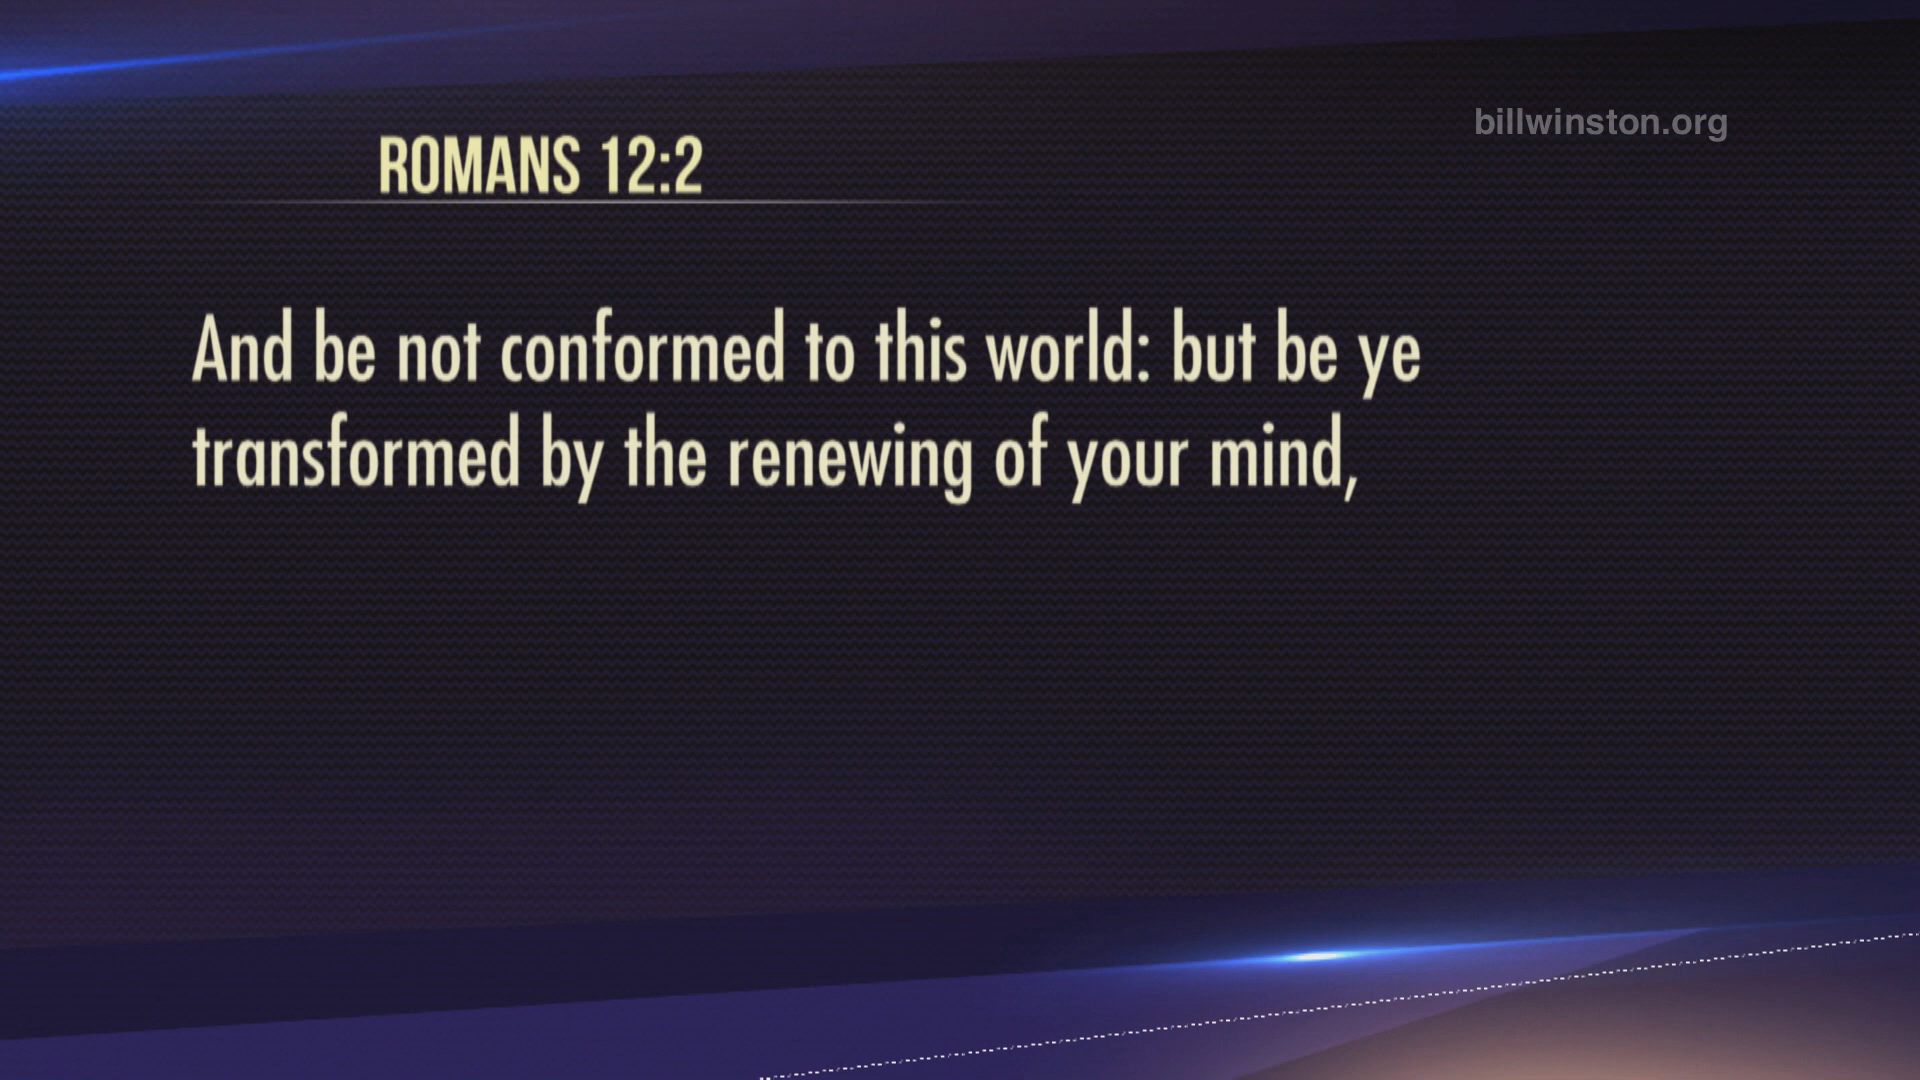 billwinston.org
ROMANS 12:2
And be not conformed to this world: but be ye
transformed by the renewing of your mind,